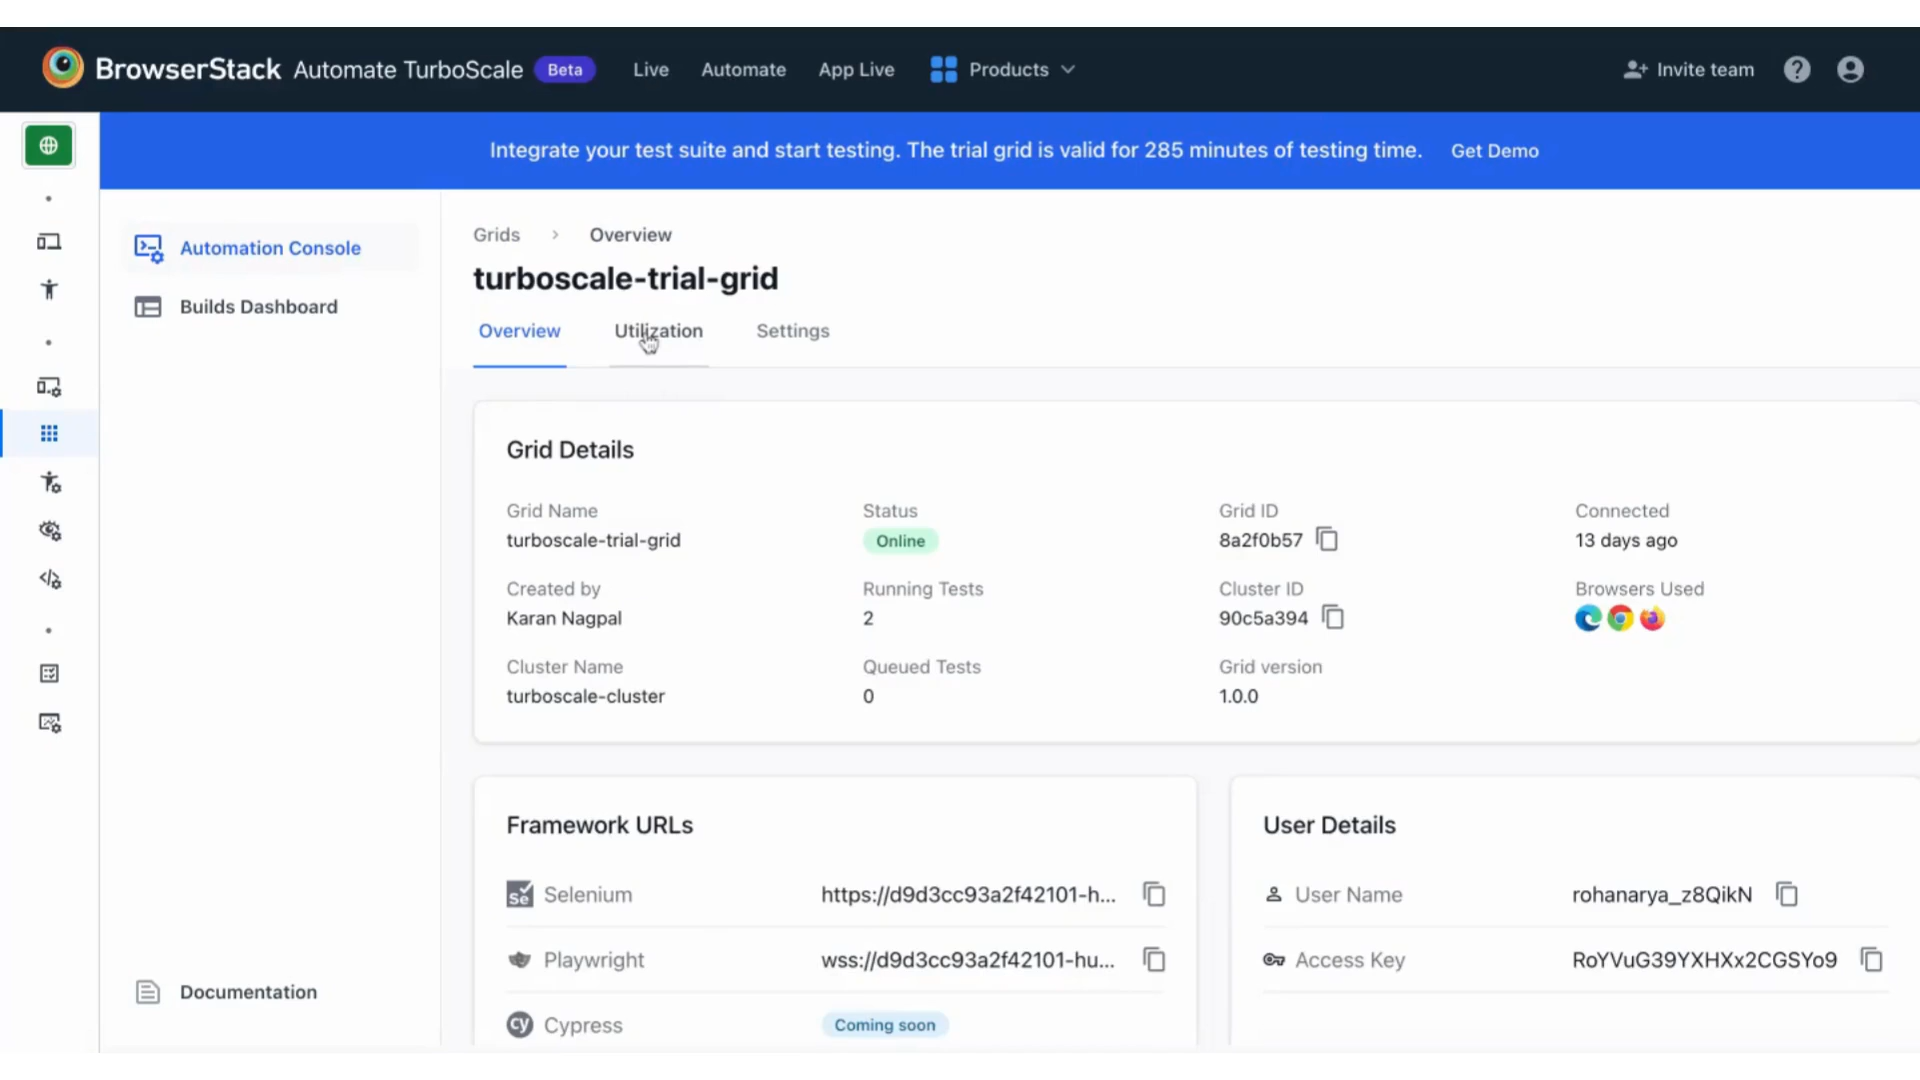 BrowserStack Automate TurboScale Beta Live Automate App Live Products Invite team ?
Integrate your test suite and start testing. The trial grid is valid for 285 minutes of testing time. Get Demo
Automation Console
Builds Dashboard
Documentation
Grids > Overview
turboscale-trial-grid
Overview Utilization Settings
Grid Details
Grid Name Status Grid ID Connected
turboscale-trial-grid Online 8a2f0b57 13 days ago
Created by Running Tests Cluster ID Browsers Used
Karan Nagpal 2 90c5a394
Cluster Name Queued Tests Grid version
turboscale-cluster 0 1.0.0
Framework URLs
Se Selenium https://d9d3cc93a2f42101-h...
Playwright wss://d9d3cc93a2f42101-hu...
cy Cypress Coming soon
User Details
User Name rohanarya_z8QikN
Access Key RoYVuG39YXHXx2CGSYo9